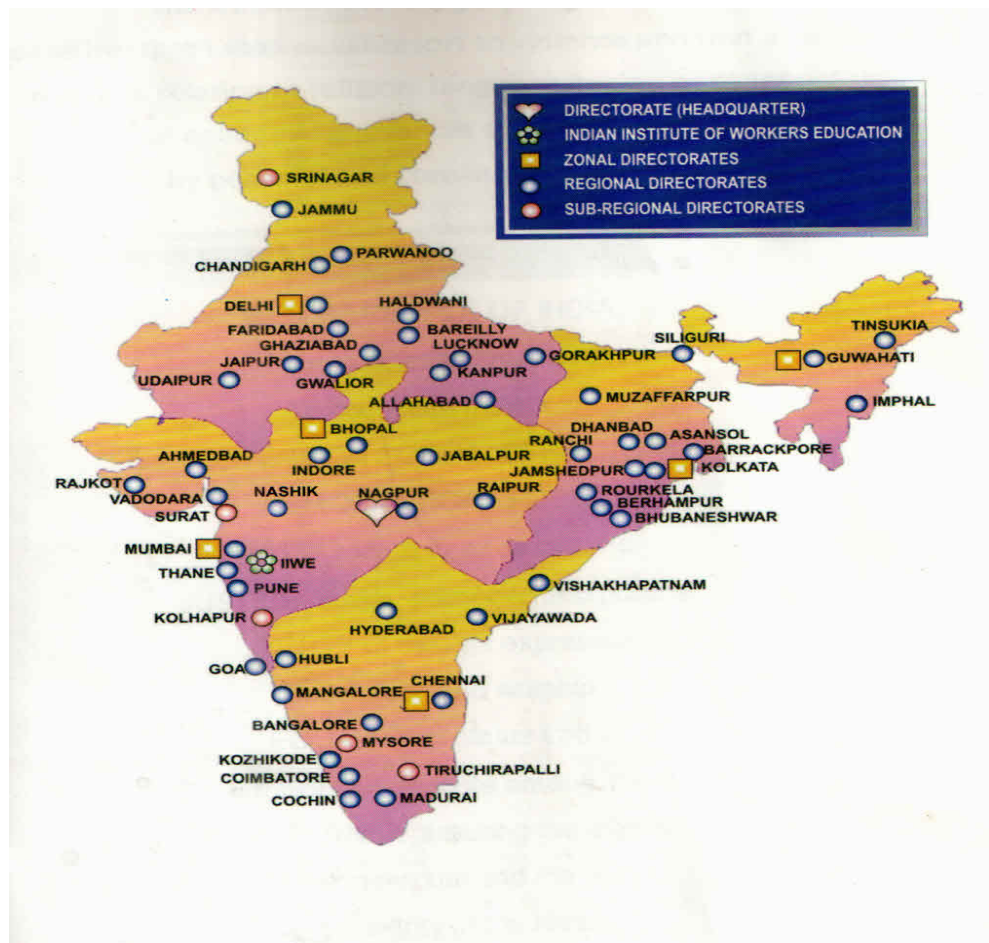 DIRECTORATE (HEADQUARTER)
INDIAN INSTITUTE OF WORKERS EDUCATION
ZONAL DIRECTORATES
REGIONAL DIRECTORATES
SUB-REGIONAL DIRECTORATES
SRINAGAR
JAMMU
PARWANOO
CHANDIGARH
DELHI
HALDWANI
FARIDABAD
BAREILLY
GHAZIABAD
LUCKNOW
GORAKHPUR
SILIGURI
TINSUKIA
GUWAHATI
JAIPUR
UDAIPUR
GWALIOR
KANPUR
ALLAHABAD
MUZAFFARPUR
IMPHAL
BHOPAL
DHANBAD
ASANSOL
RANCHI
BARRACKPORE
AHMEDBAD
INDORE
JABALPUR
JAMSHEDPUR
KOLKATA
RAJKOT
VADODARA
NASHIK
NAGPUR
RAIPUR
ROURKELA
SURAT
BERHAMPUR
BHUBANESHWAR
MUMBAI
IIWE
THANE
PUNE
VISHAKHAPATNAM
KOLHAPUR
HYDERABAD
VIJAYAWADA
GOA
HUBLI
CHENNAI
MANGALORE
BANGALORE
MYSORE
KOZHIKODE
TIRUCHIRAPALLI
COIMBATORE
COCHIN
MADURAI